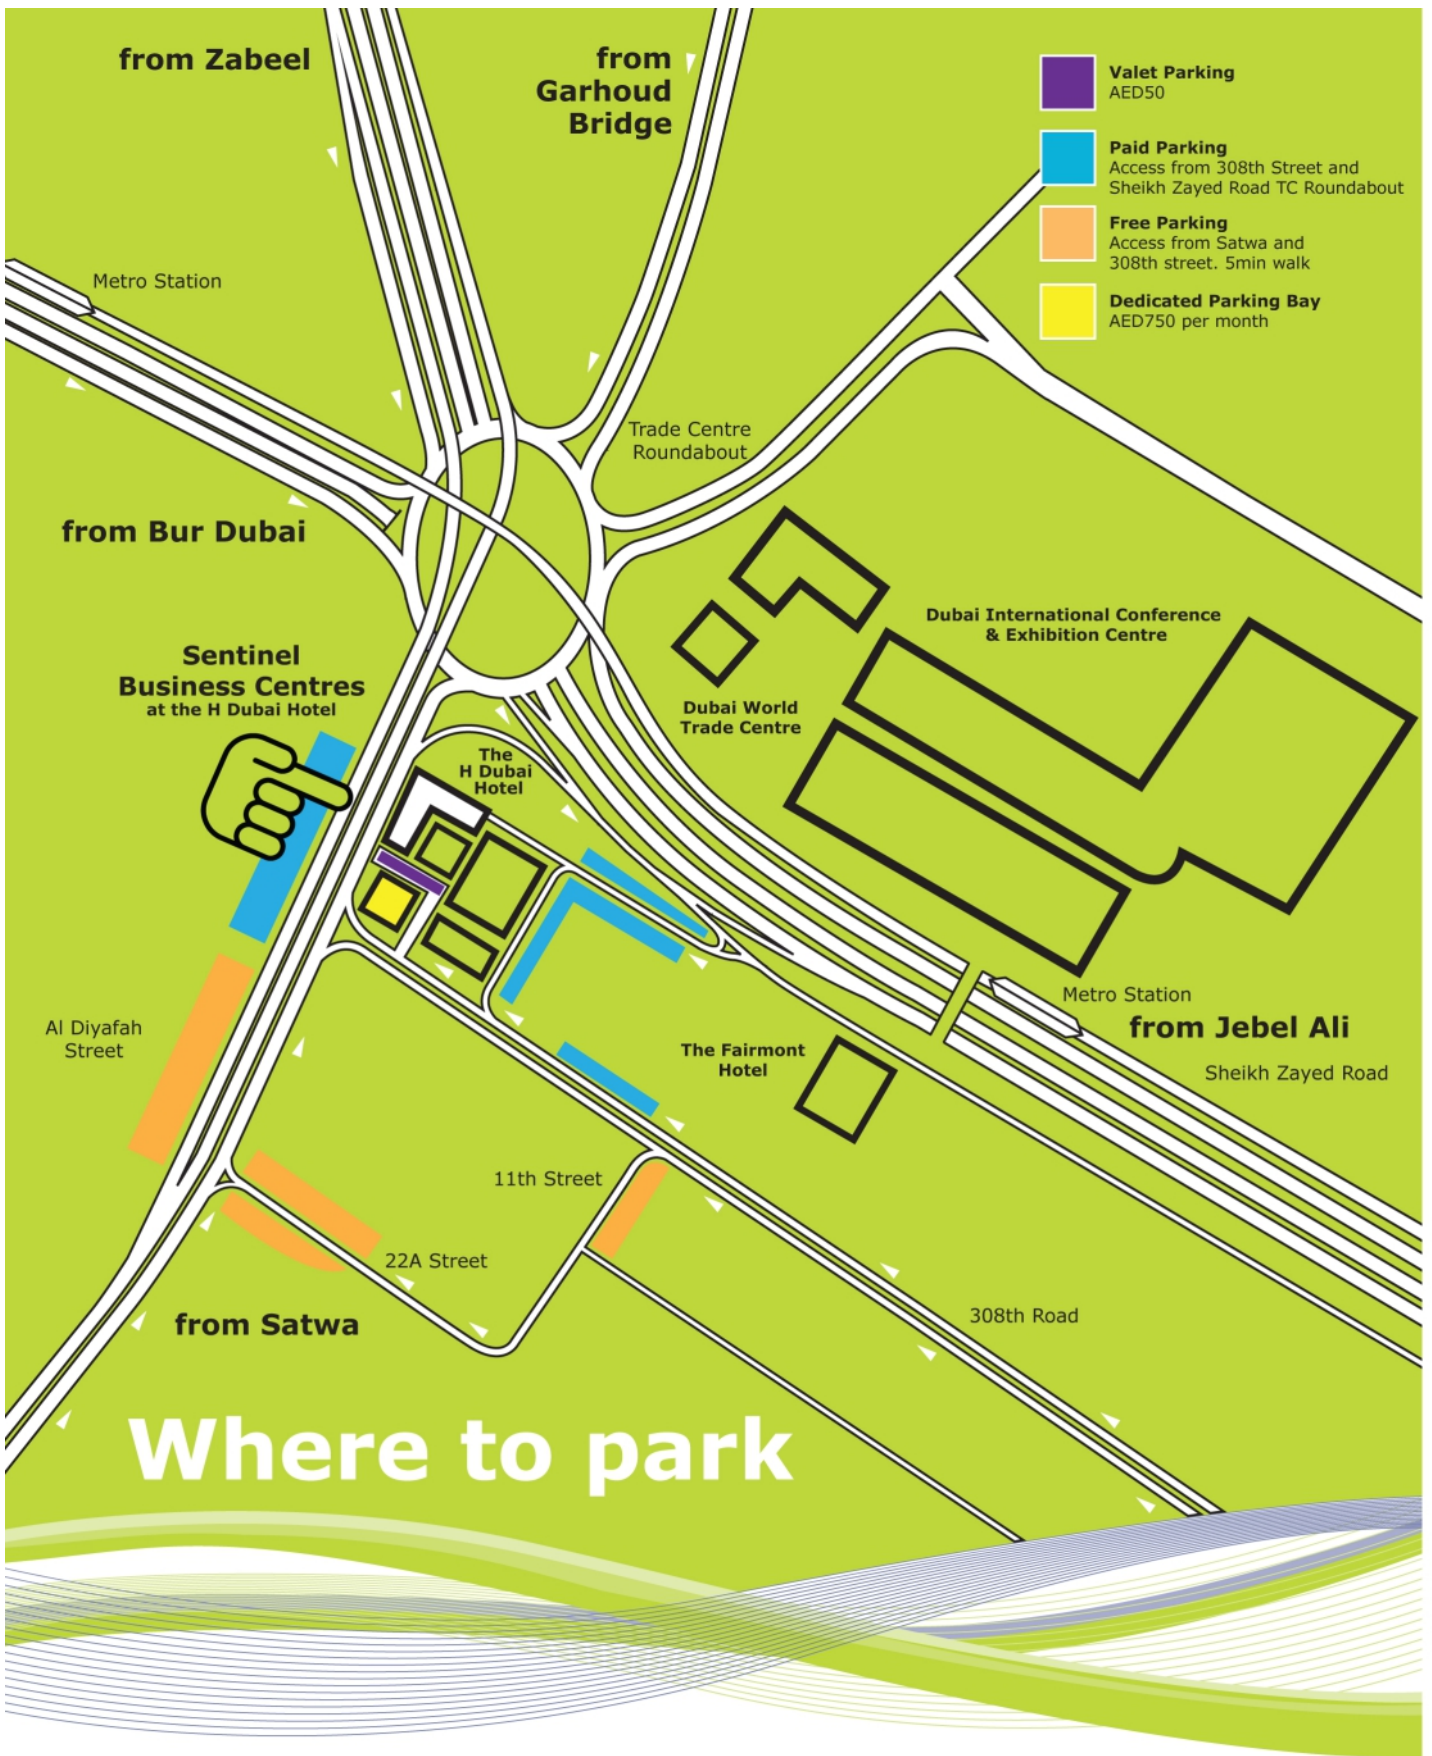 from Zabeel
from
Garhoud
Bridge
Valet Parking
AED50
Paid Parking
Access from 308th Street and
Sheikh Zayed Road TC Roundabout
Free Parking
Access from Satwa and
308th street. 5min walk
Dedicated Parking Bay
AED750 per month
Metro Station
Trade Centre
Roundabout
from Bur Dubai
Dubai International Conference
& Exhibition Centre
Sentinel
Business Centres
at the H Dubai Hotel
Dubai World
Trade Centre
The
H Dubai
Hotel
Metro Station
from Jebel Ali
Sheikh Zayed Road
Al Diyafah
Street
The Fairmont
Hotel
11th Street
22A Street
308th Road
from Satwa
Where to park